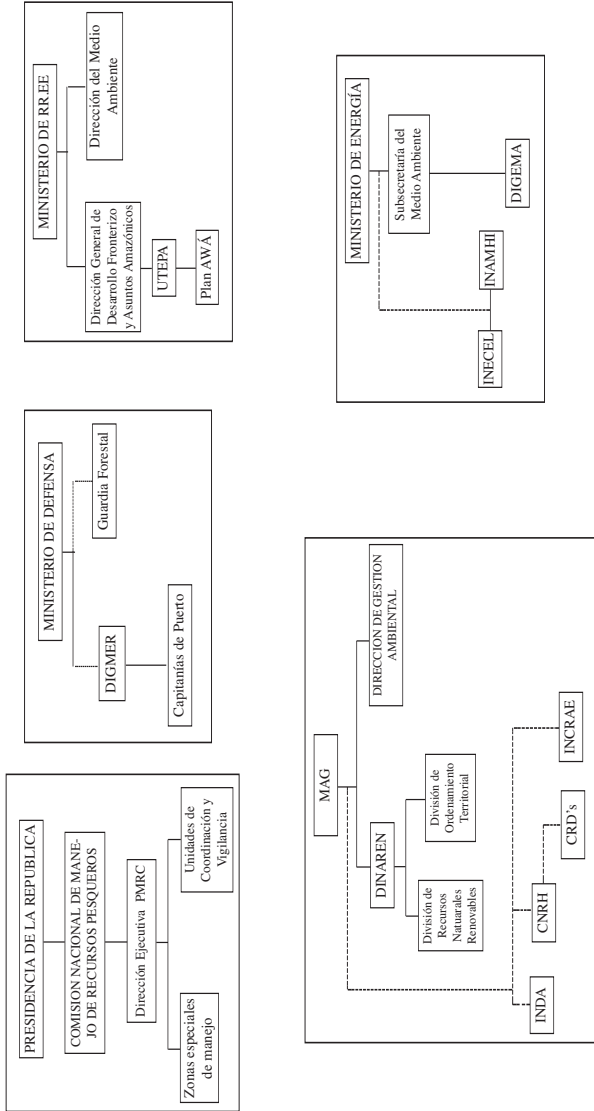 PRESIDENCIA DE LA REPUBLICA
COMISION NACIONAL DE MANE-
JO DE RECURSOS PESQUEROS
Dirección Ejecutiva PMRC
Zonas especiales
de manejo
Unidades de
Coordinación y
Vigilancia
MINISTERIO DE DEFENSA
DIGMER
Guardia Forestal
Capitanías de Puerto
MINISTERIO DE RR.EE
Dirección General de
Desarrollo Fronterizo
y Asuntos Amazónicos
Dirección del Medio
Ambiente
UTEPA
Plan AWÁ
MAG
DINAREN
DIRECCION DE GESTION
AMBIENTAL
División de
Recursos
Natuarales
Renovables
División de
Ordenamiento
Territorial
INDA
CNRH
CRD's
INCRAE
MINISTERIO DE ENERGÍA
Subsecretaría del
Medio Ambiente
INECEL
INAMHI
DIGEMA